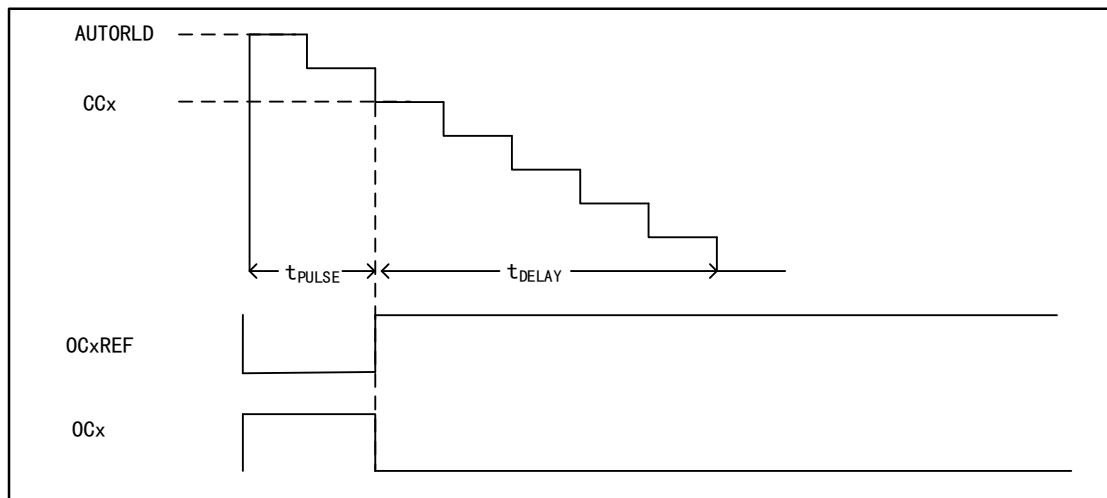 AUTORLD
CCx
tPULSE
tDELAY
OCxREF
OCx